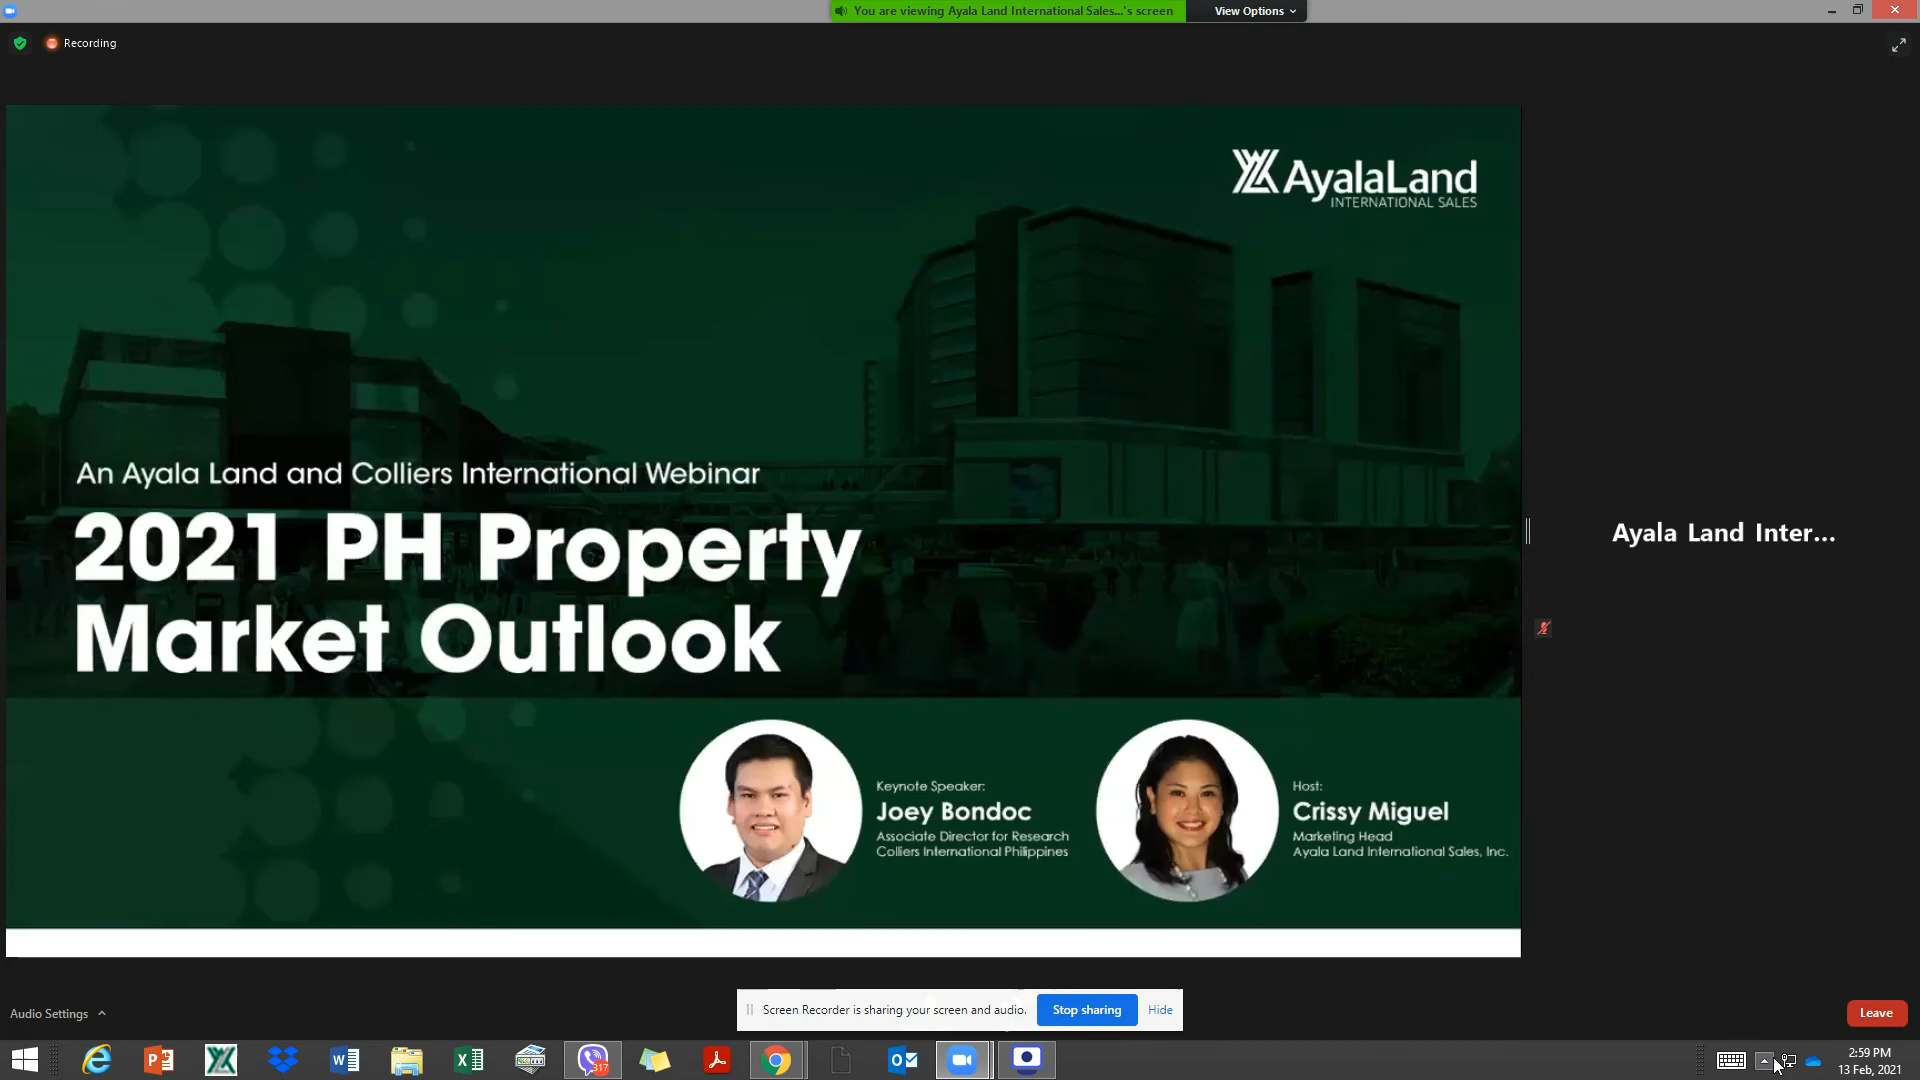 You are viewing Ayala Land International Sales...'s screen
View Options
Recording
AyalaLand
INTERNATIONAL SALES
An Ayala Land and Colliers International Webinar
2021 PH Property
Market Outlook
Ayala Land Inter...
Keynote Speaker:
Joey Bondoc
Associate Director for Research
Colliers International Philippines
Host:
Crissy Miguel
Marketing Head
Ayala Land International Sales, Inc.
Screen Recorder is sharing your screen and audio.
Stop sharing
Hide
Audio Settings
Leave
317
2:59 PM
13 Feb, 2021